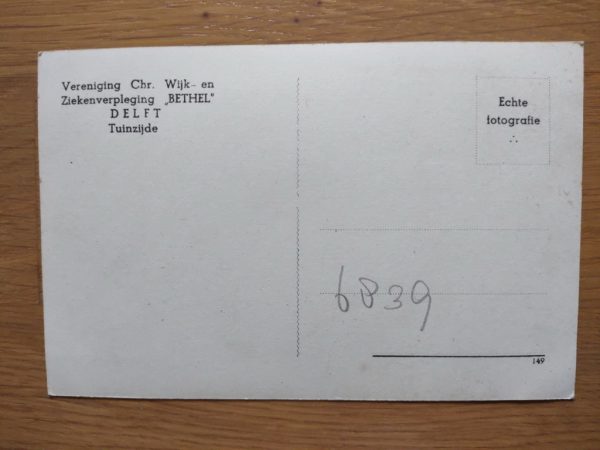 Vereniging Chr. Wijk- en
Ziekenverpleging „BETHEL"
DELFT
Tuinzijde
Echte
fotografie
6839
149